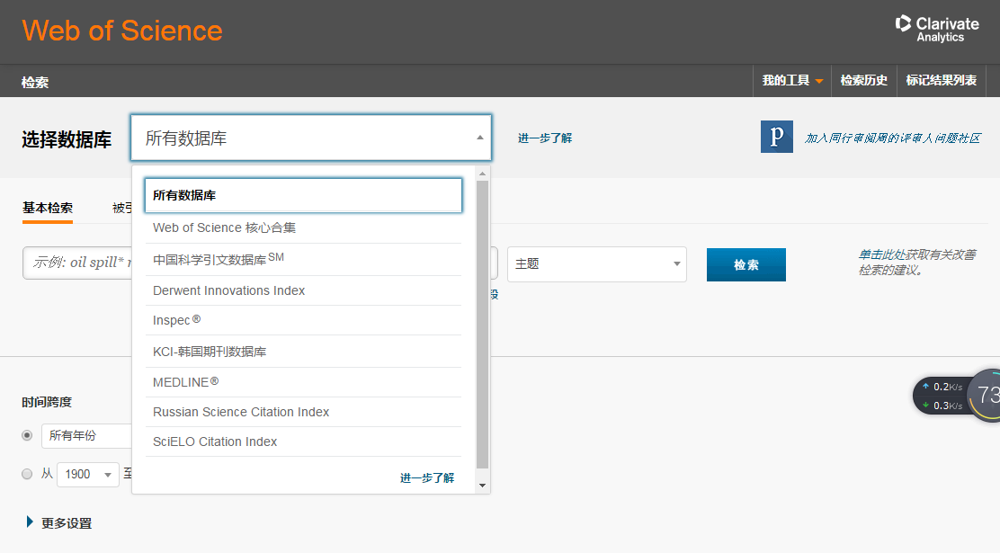 Web of Science
Clarivate
Analytics
检索
我的工具
检索历史
标记结果列表
选择数据库
所有数据库
进一步了解
p
加入同行审阅周的评审人问题社区
所有数据库
基本检索
被引
Web of Science 核心合集
示例: oil spill*
中国科学引文数据库SM
主题
检索
单击此处获取有关改善
检索的建议。
Derwent Innovations Index
段
Inspec®
KCI-韩国期刊数据库
MEDLINE®
0.2K/s
73
0.3K/s
时间跨度
Russian Science Citation Index
所有年份
SciELO Citation Index
从 1900 至
进一步了解
更多设置